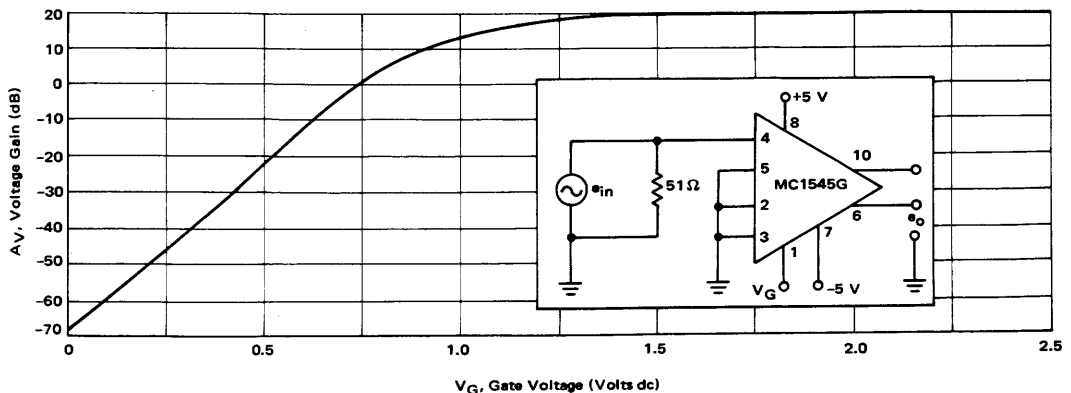 20
10
0
-10
-20
-30
-40
-50
-60
-70
AV, Voltage Gain (dB)
0
0.5
1.0
1.5
2.0
2.5
VG, Gate Voltage (Volts dc)
+5 V
8
4
5
2
3
MC1545G
10
6
7
1
ein
51Ω
eo
VG
-5 V